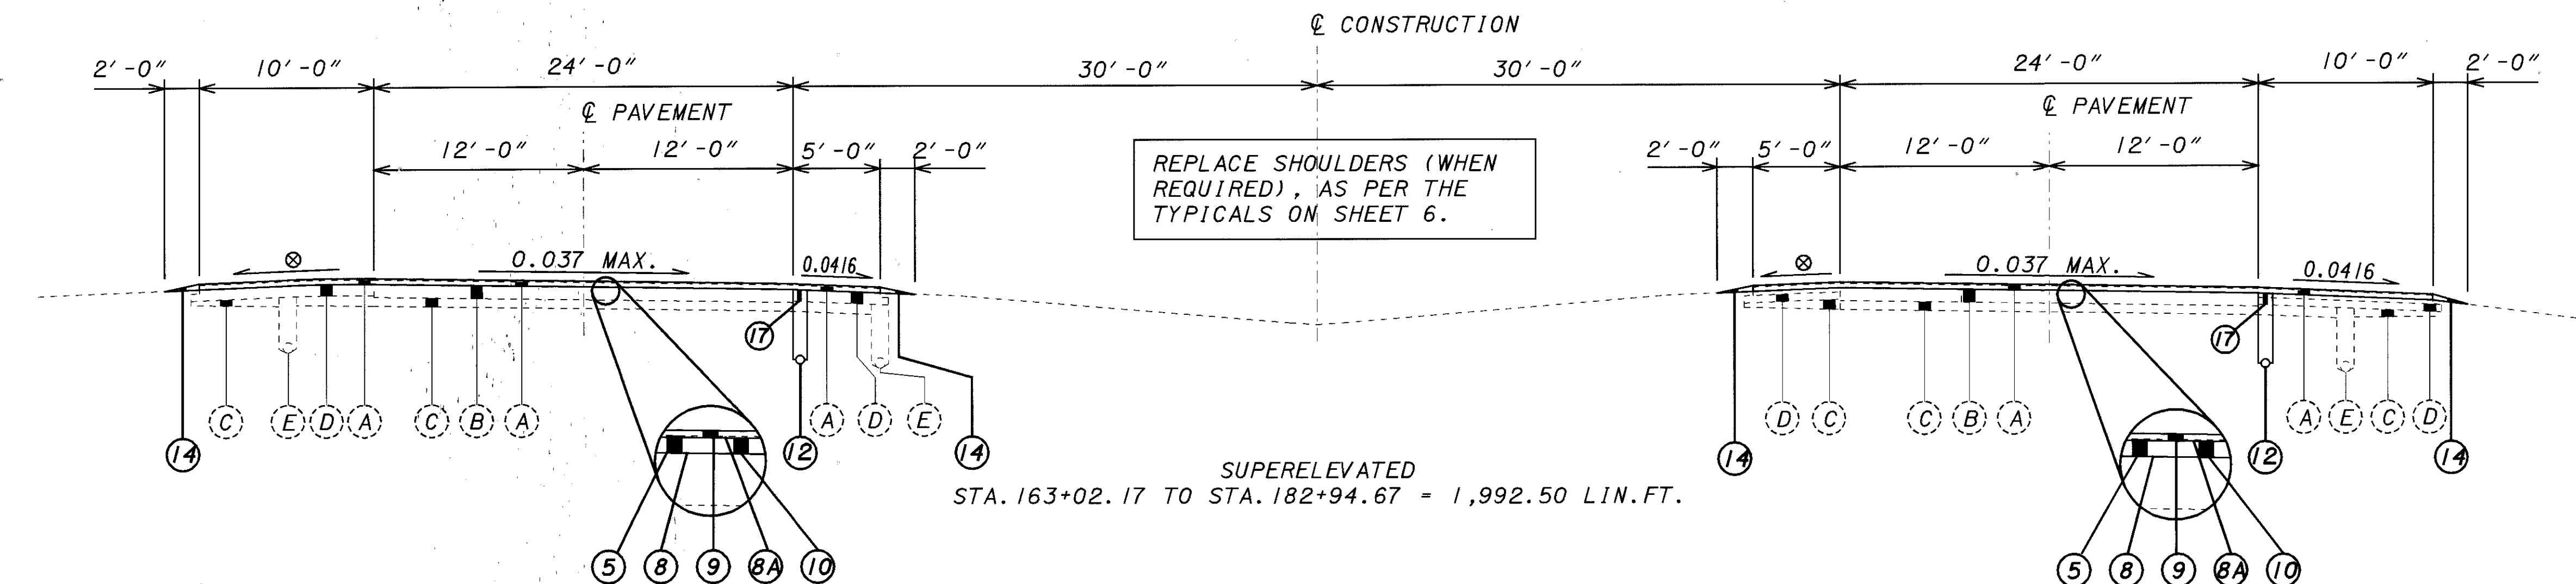 ℄ CONSTRUCTION
2'-0" 10'-0" 24'-0" 30'-0" 30'-0" 24'-0" 10'-0" 2'-0"
℄ PAVEMENT ℄ PAVEMENT
12'-0" 12'-0" 5'-0" 2'-0" 2'-0" 5'-0" 12'-0" 12'-0"
REPLACE SHOULDERS (WHEN
REQUIRED), AS PER THE
TYPICALS ON SHEET 6.
⊗ 0.037 MAX. 0.0416 ⊗ 0.037 MAX. 0.0416
17 17
C E D A C B A A D E D C C B A A E C D
14 12 14 14 12 14
SUPERELEVATED
STA.163+02.17 TO STA.182+94.67 = 1,992.50 LIN.FT.
5 8 9 8A 10 5 8 9 8A 10